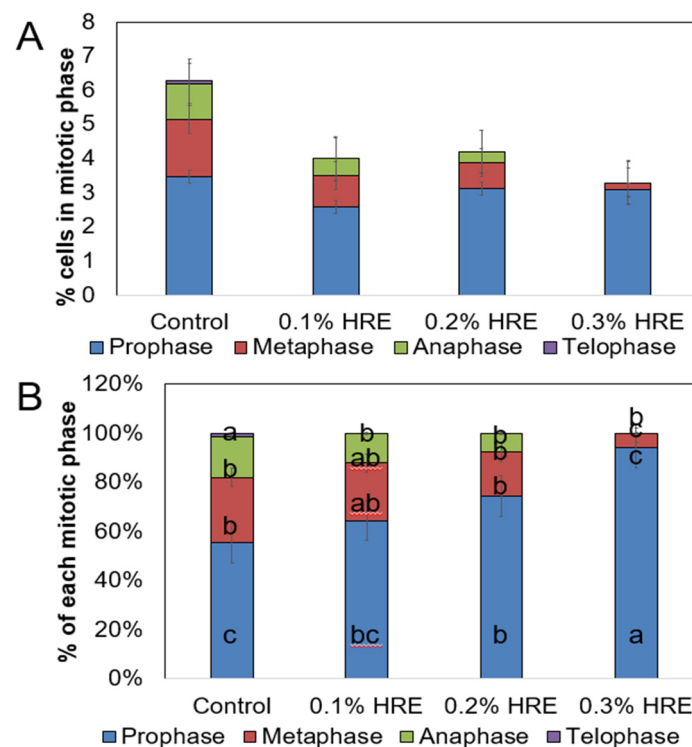 A
% cells in mitotic phase
8
7
6
5
4
3
2
1
0
Control 0.1% HRE 0.2% HRE 0.3% HRE
Prophase Metaphase Anaphase Telophase
B
% of each mitotic phase
120%
100%
80%
60%
40%
20%
0%
a b b b
b ab b c
b ab b c
c bc b a
Control 0.1% HRE 0.2% HRE 0.3% HRE
Prophase Metaphase Anaphase Telophase